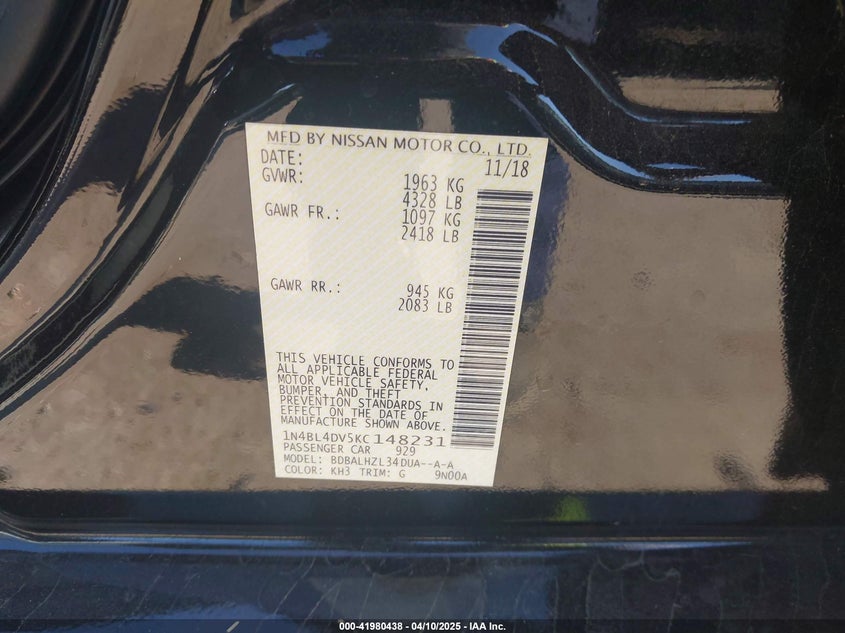 MFD BY NISSAN MOTOR CO., LTD.
DATE: 11/18
GVWR: 1963 KG
4328 LB
GAWR FR.: 1097 KG
2418 LB
GAWR RR.: 945 KG
2083 LB
THIS VEHICLE CONFORMS TO
ALL APPLICABLE FEDERAL
MOTOR VEHICLE SAFETY,
BUMPER, AND THEFT
PREVENTION STANDARDS IN
EFFECT ON THE DATE OF
MANUFACTURE SHOWN ABOVE.
1N4BL4DV5KC148231
PASSENGER CAR 929
MODEL: BDBALHZL34DUA--A-A
COLOR: KH3 TRIM: G 9N00A
000-41980438 - 04/10/2025 - IAA Inc.